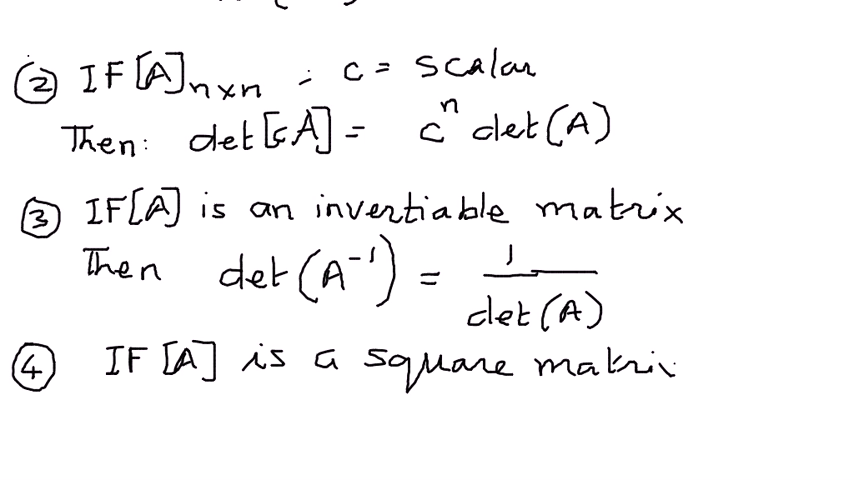 ② IF [A]n×n , c = scalar
Then: det[cA] = cⁿ det(A)
③ IF [A] is an invertiable matrix
Then det(A⁻¹) = 1/det(A)
④ IF [A] is a square matrix